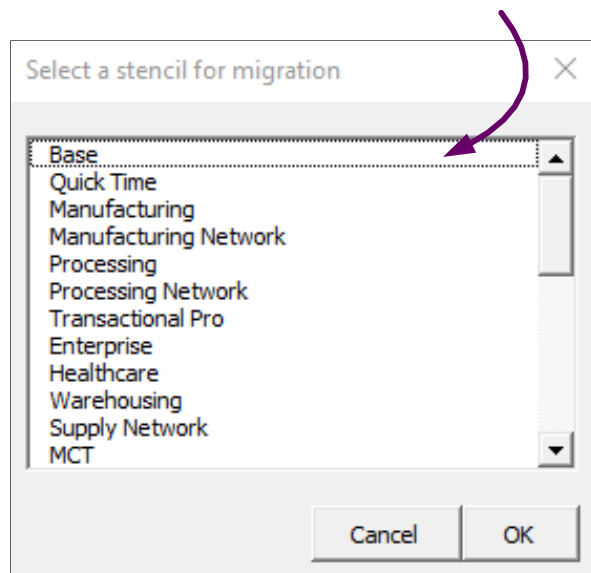 Select a stencil for migration
Base
Quick Time
Manufacturing
Manufacturing Network
Processing
Processing Network
Transactional Pro
Enterprise
Healthcare
Warehousing
Supply Network
MCT
Cancel OK